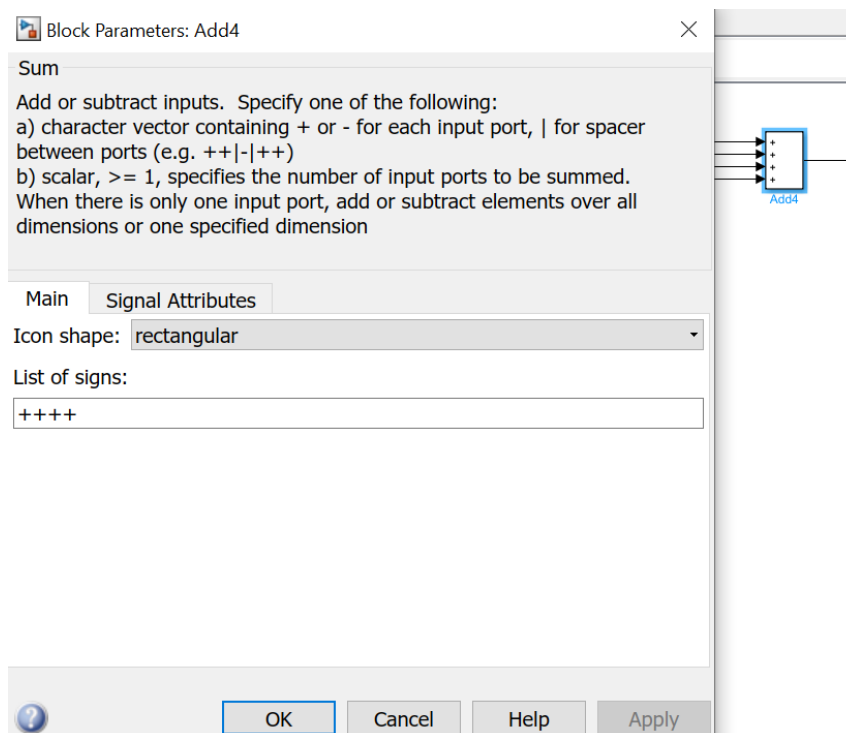 Block Parameters: Add4
Sum
Add or subtract inputs.  Specify one of the following:
a) character vector containing + or - for each input port, | for spacer
between ports (e.g. ++|-|++)
b) scalar, >= 1, specifies the number of input ports to be summed.
When there is only one input port, add or subtract elements over all
dimensions or one specified dimension
Main
Signal Attributes
Icon shape: rectangular
List of signs:
++++
OK
Cancel
Help
Apply
+
+
+
+
Add4